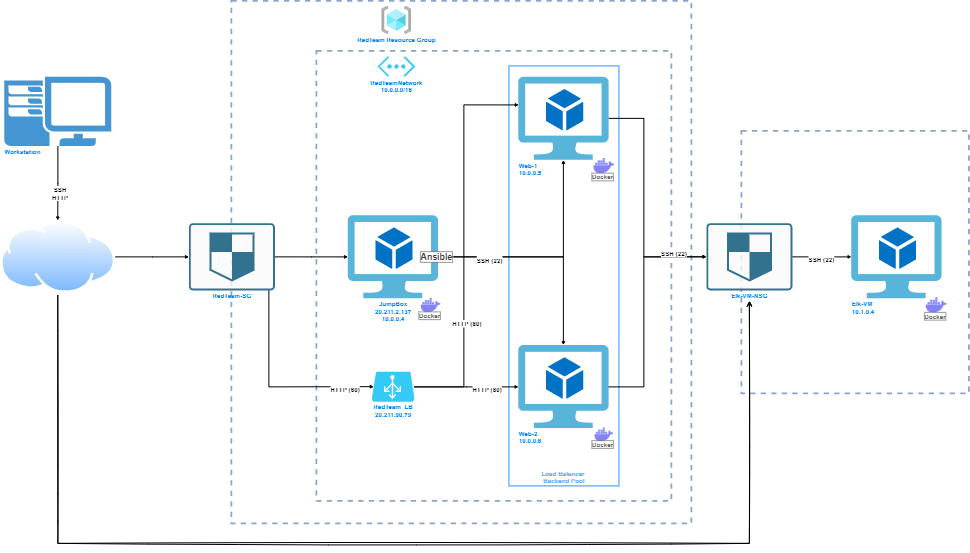 RedTeam Resource Group
RedTeamNetwork
10.0.0.0/16
Workstation
SSH
HTTP
Web-1
10.0.0.5
Docker
RedTeam-SG
Ansible
SSH (22)
SSH (22)
SSH (22)
JumpBox
20.211.2.137
10.0.0.4
Docker
Elk-VM-NSG
Elk-VM
10.1.0.4
Docker
HTTP (80)
HTTP (80)
HTTP (80)
RedTeam_LB
20.211.90.79
Web-2
10.0.0.6
Docker
Load Balancer
Backend Pool